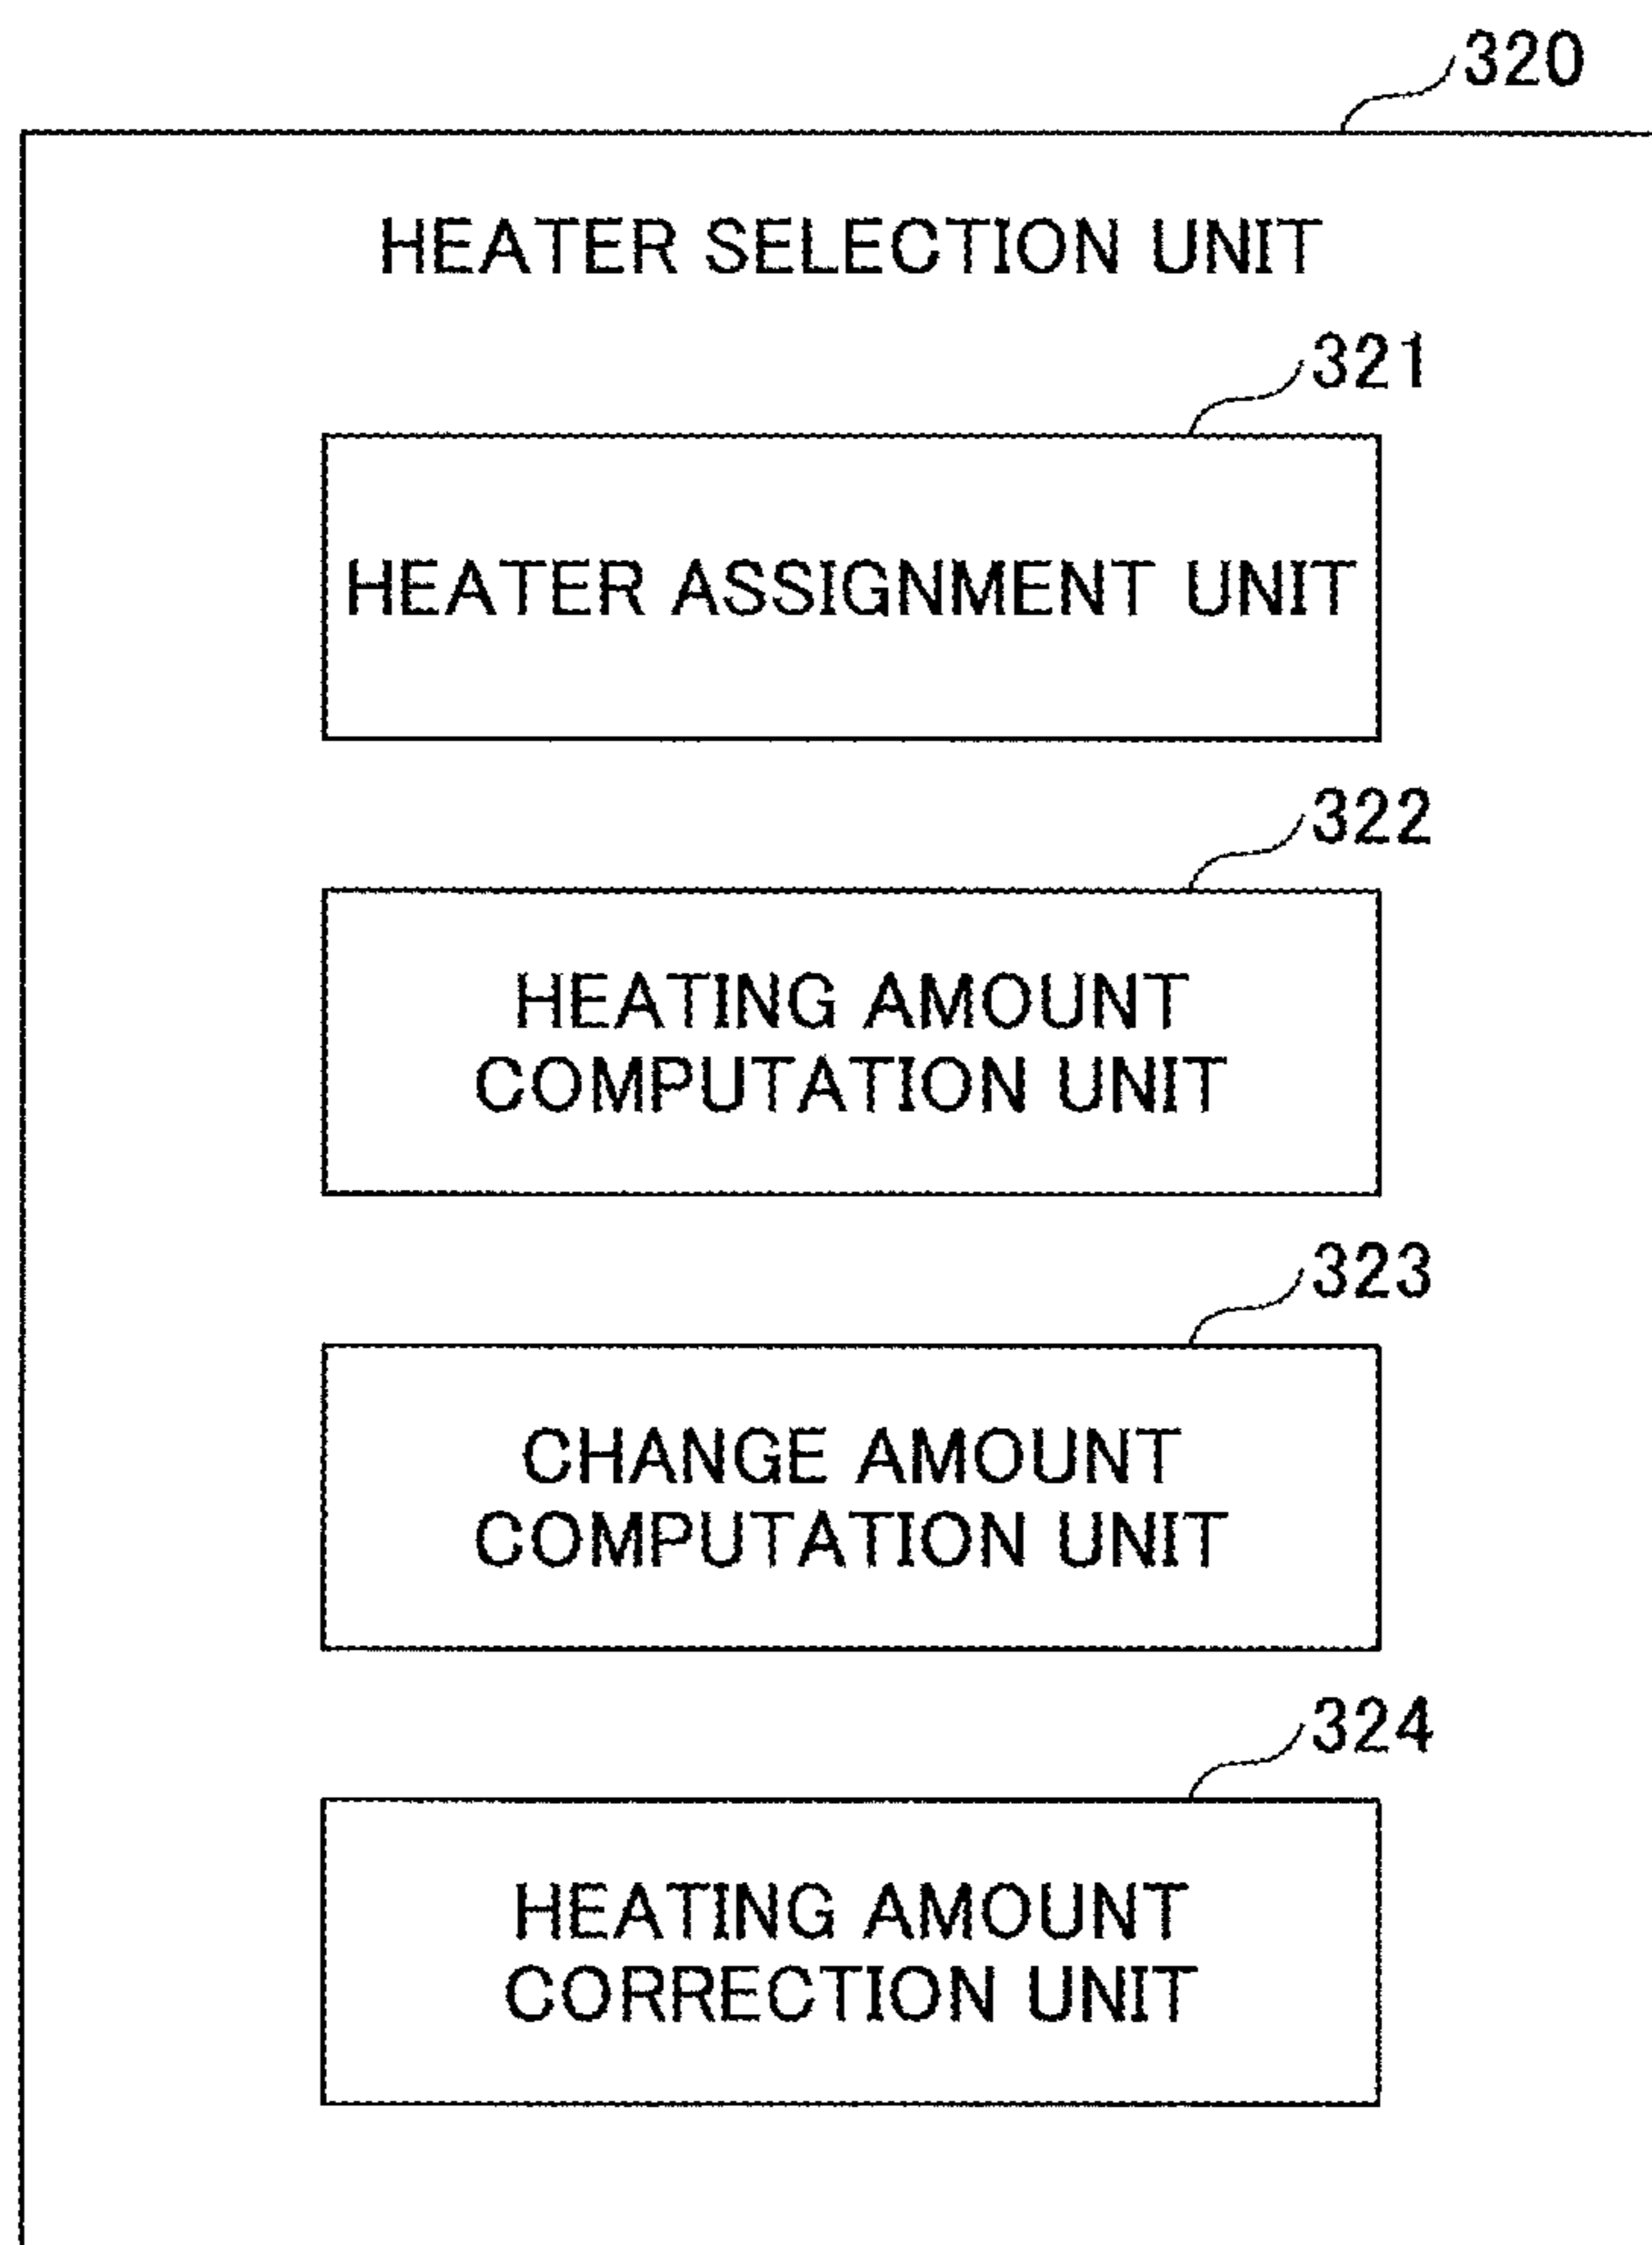 320
HEATER SELECTION UNIT
321
HEATER ASSIGNMENT UNIT
322
HEATING AMOUNT
COMPUTATION UNIT
323
CHANGE AMOUNT
COMPUTATION UNIT
324
HEATING AMOUNT
CORRECTION UNIT